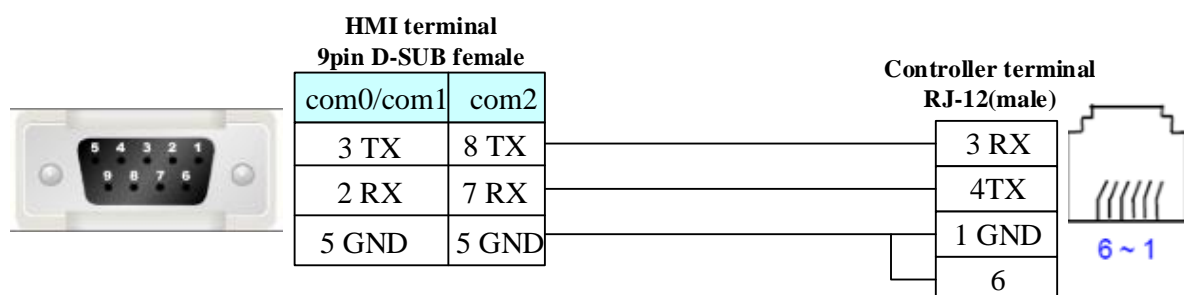 HMI terminal
9pin D-SUB female
com0/com1 com2
3 TX 8 TX
2 RX 7 RX
5 GND 5 GND
Controller terminal
RJ-12(male)
3 RX
4TX
1 GND
6
5 4 3 2 1
9 8 7 6
6 ~ 1